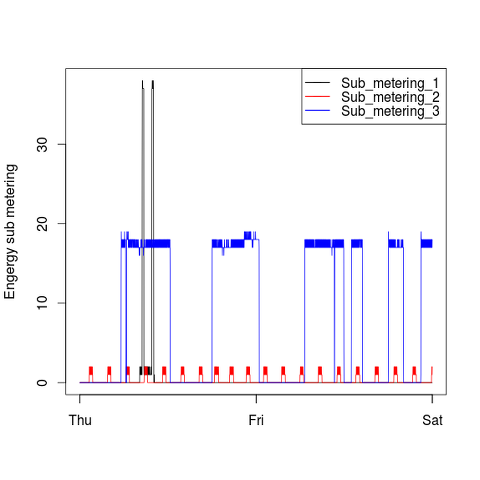 Sub_metering_1
Sub_metering_2
Sub_metering_3
Engergy sub metering
30
20
10
0
Thu Fri Sat